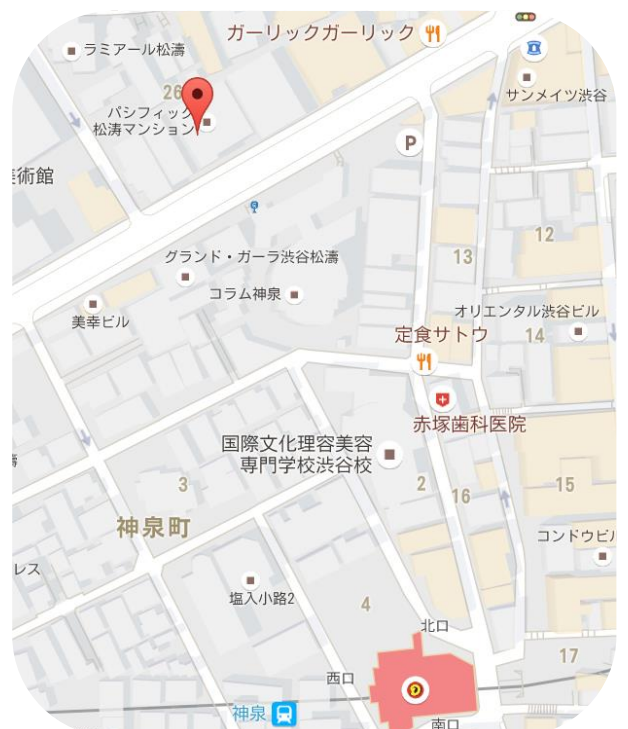 ガーリックガーリック
ラミアール松濤
サンメイツ渋谷
26
パシフィック
松涛マンション
P
術館
12
13
グランド・ガーラ渋谷松濤
コラム神泉
美幸ビル
オリエンタル渋谷ビル
定食サトウ
14
赤塚歯科医院
国際文化理容美容
専門学校渋谷校
3
2
16
15
神泉町
コンドウビル
レス
塩入小路2
4
北口
17
西口
神泉
南口